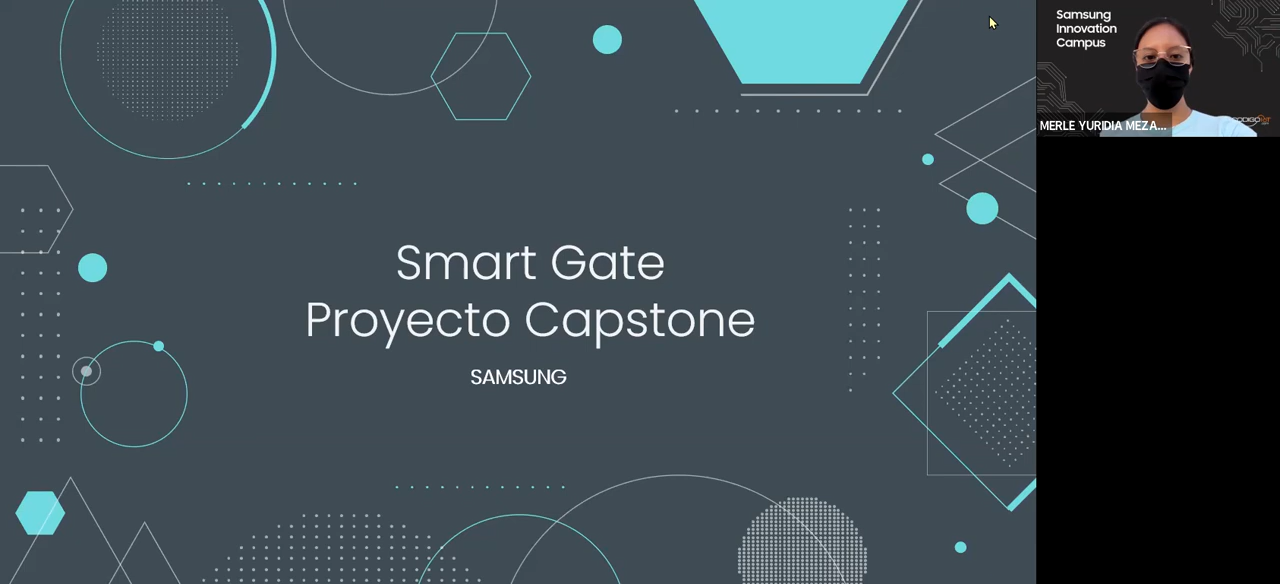 Smart Gate
Proyecto Capstone
SAMSUNG
Samsung
Innovation
Campus
MERLE YURIDIA MEZA...